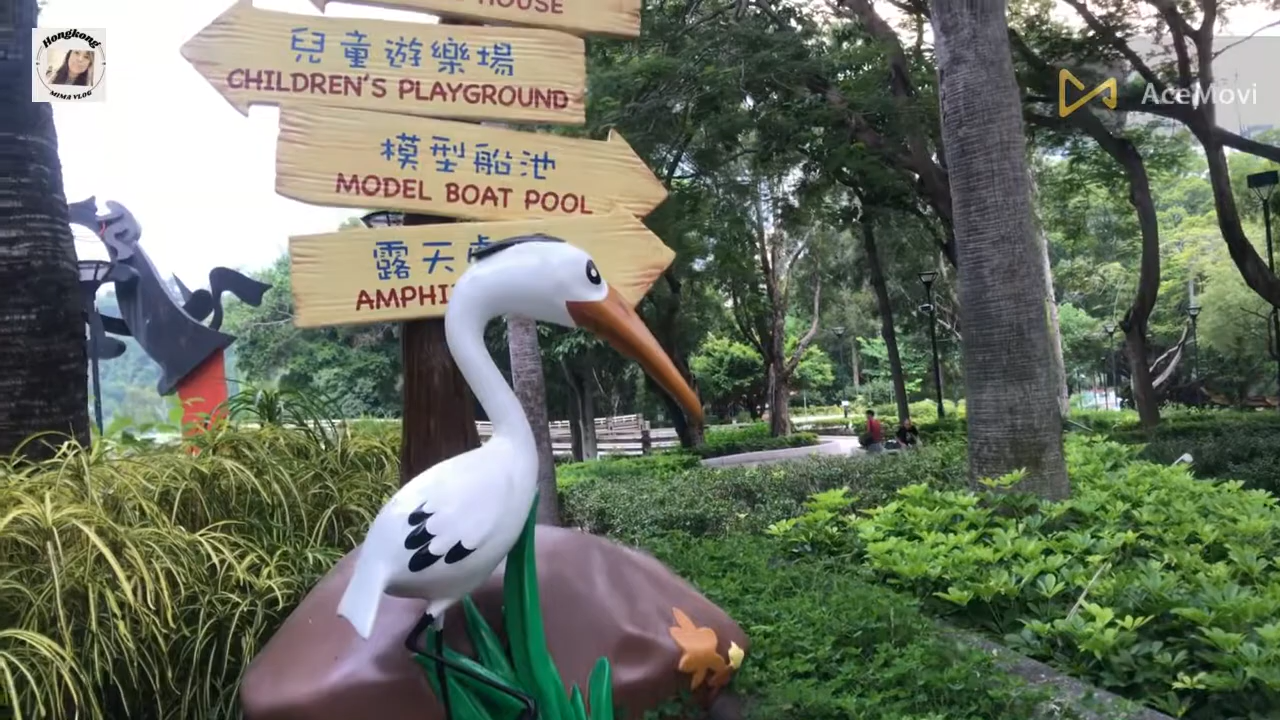 HOUSE
兒童遊樂場
CHILDREN'S PLAYGROUND
模型船池
MODEL BOAT POOL
露天
AMPHI
Hongkong
MIMA VLOG
AceMovi